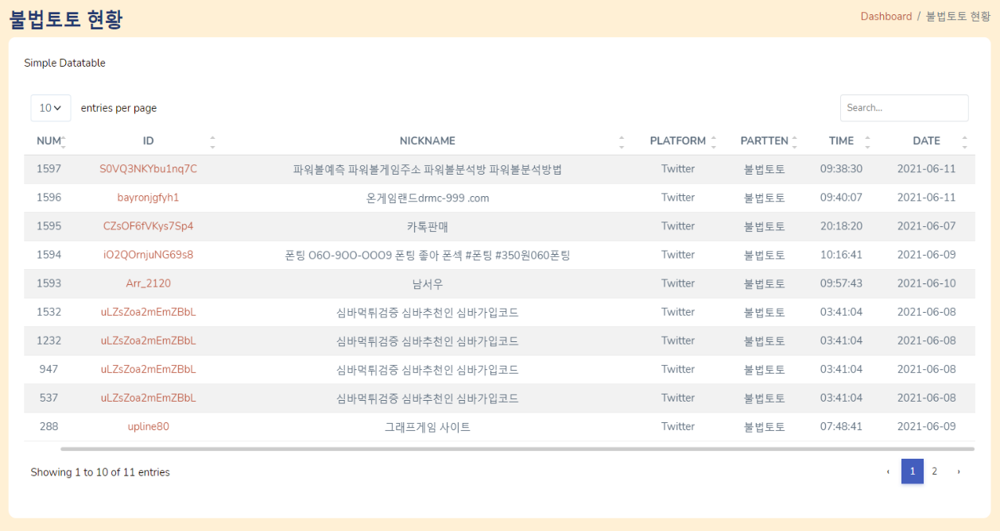 불법토토 현황
Dashboard / 불법토토 현황
Simple Datatable
10 entries per page
Search...
NUM ID NICKNAME PLATFORM PARTTEN TIME DATE
1597 S0VQ3NKYbu1nq7C 파워볼예측 파워볼게임주소 파워볼분석방 파워볼분석방법 Twitter 불법토토 09:38:30 2021-06-11
1596 bayronjgfyh1 온게임랜드drmc-999 .com Twitter 불법토토 09:40:07 2021-06-11
1595 CZsOF6fVKys7Sp4 카톡판매 Twitter 불법토토 20:18:20 2021-06-07
1594 iO2QOrnjuNG69s8 폰팅 O6O-9OO-OOO9 폰팅 좋아 폰섹 #폰팅 #350원060폰팅 Twitter 불법토토 10:16:41 2021-06-09
1593 Arr_2120 남서우 Twitter 불법토토 09:57:43 2021-06-10
1532 uLZsZoa2mEmZBbL 심바먹튀검증 심바추천인 심바가입코드 Twitter 불법토토 03:41:04 2021-06-08
1232 uLZsZoa2mEmZBbL 심바먹튀검증 심바추천인 심바가입코드 Twitter 불법토토 03:41:04 2021-06-08
947 uLZsZoa2mEmZBbL 심바먹튀검증 심바추천인 심바가입코드 Twitter 불법토토 03:41:04 2021-06-08
537 uLZsZoa2mEmZBbL 심바먹튀검증 심바추천인 심바가입코드 Twitter 불법토토 03:41:04 2021-06-08
288 upline80 그래프게임 사이트 Twitter 불법토토 07:48:41 2021-06-09
Showing 1 to 10 of 11 entries
‹ 1 2 ›